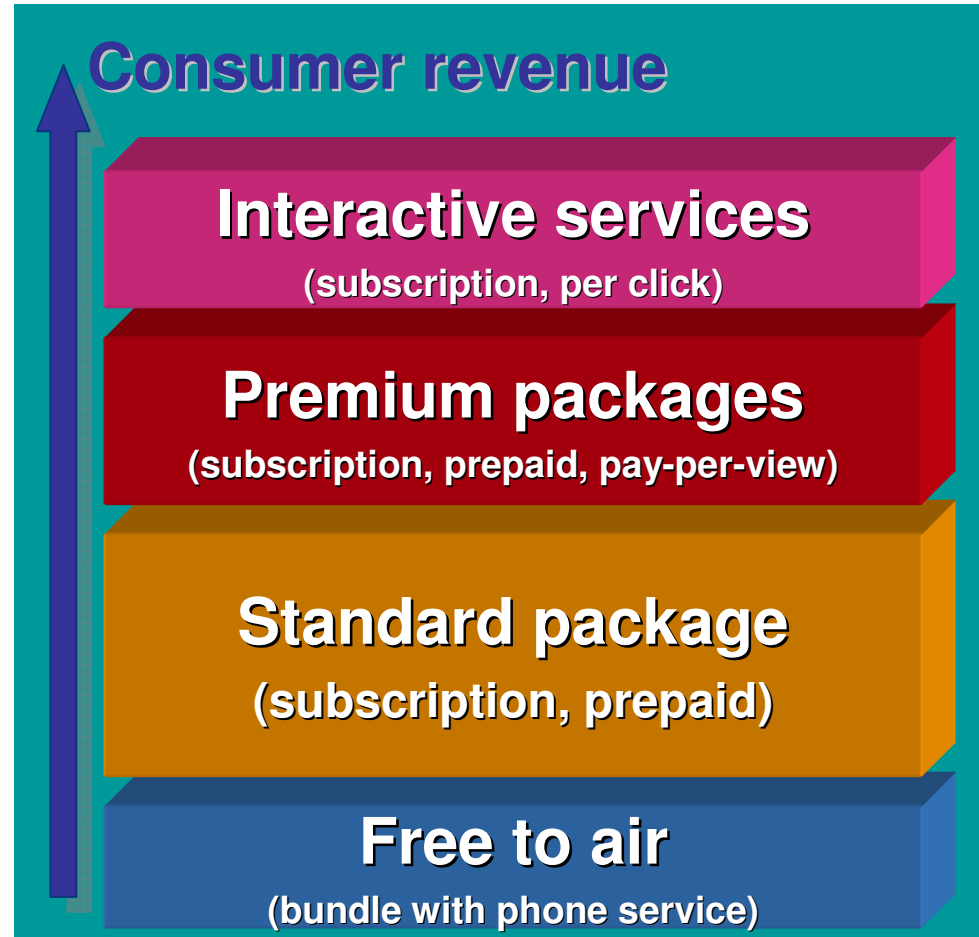 Consumer revenue
Interactive services
(subscription, per click)
Premium packages
(subscription, prepaid, pay-per-view)
Standard package
(subscription, prepaid)
Free to air
(bundle with phone service)